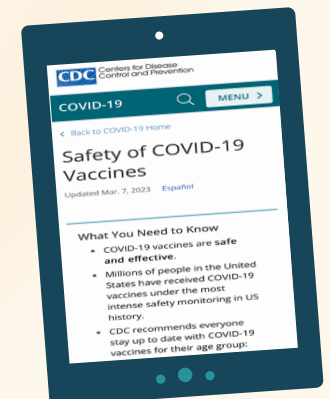 CDC
Centers for Disease
Control and Prevention
COVID-19
MENU >
< Back to COVID-19 Home
Safety of COVID-19
Vaccines
Updated Mar. 7, 2023 Español
What You Need to Know
• COVID-19 vaccines are safe
and effective.
• Millions of people in the United
States have received COVID-19
vaccines under the most
intense safety monitoring in US
history.
• CDC recommends everyone
stay up to date with COVID-19
vaccines for their age group: